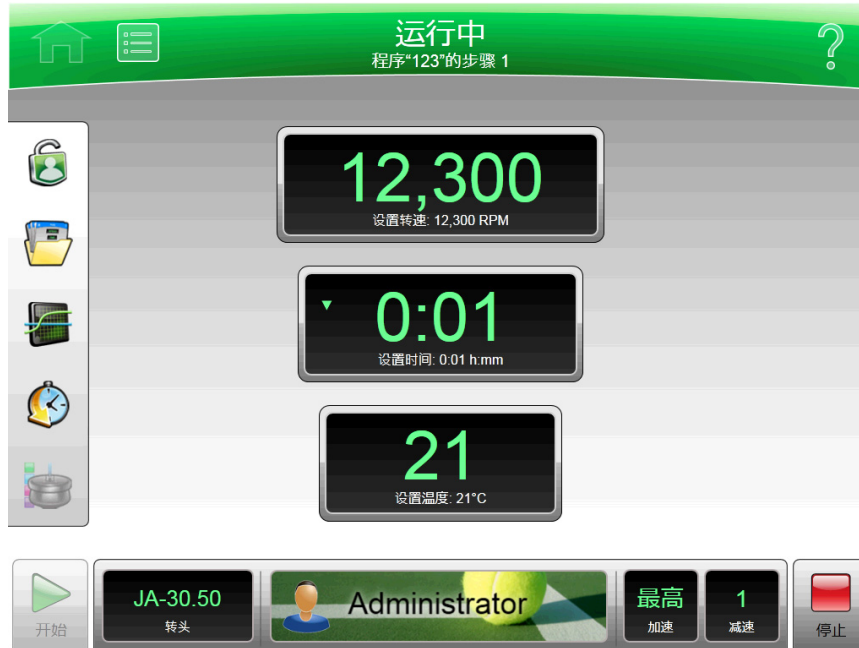 运行中
程序“123”的步骤 1
?
12,300
设置转速: 12,300 RPM
0:01
设置时间: 0:01 h:mm
21
设置温度: 21°C
开始
JA-30.50
转头
Administrator
最高
加速
1
减速
停止